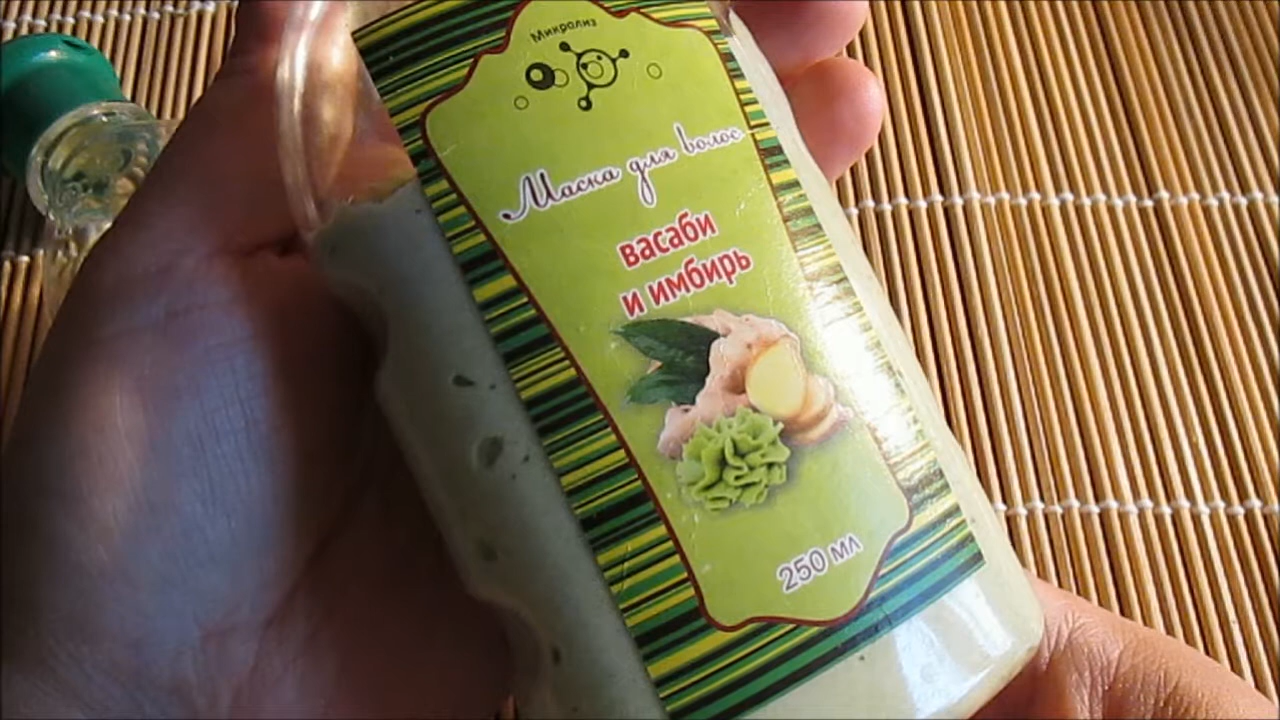 Микролиз
Маска для волос
васаби
и имбирь
250 мл